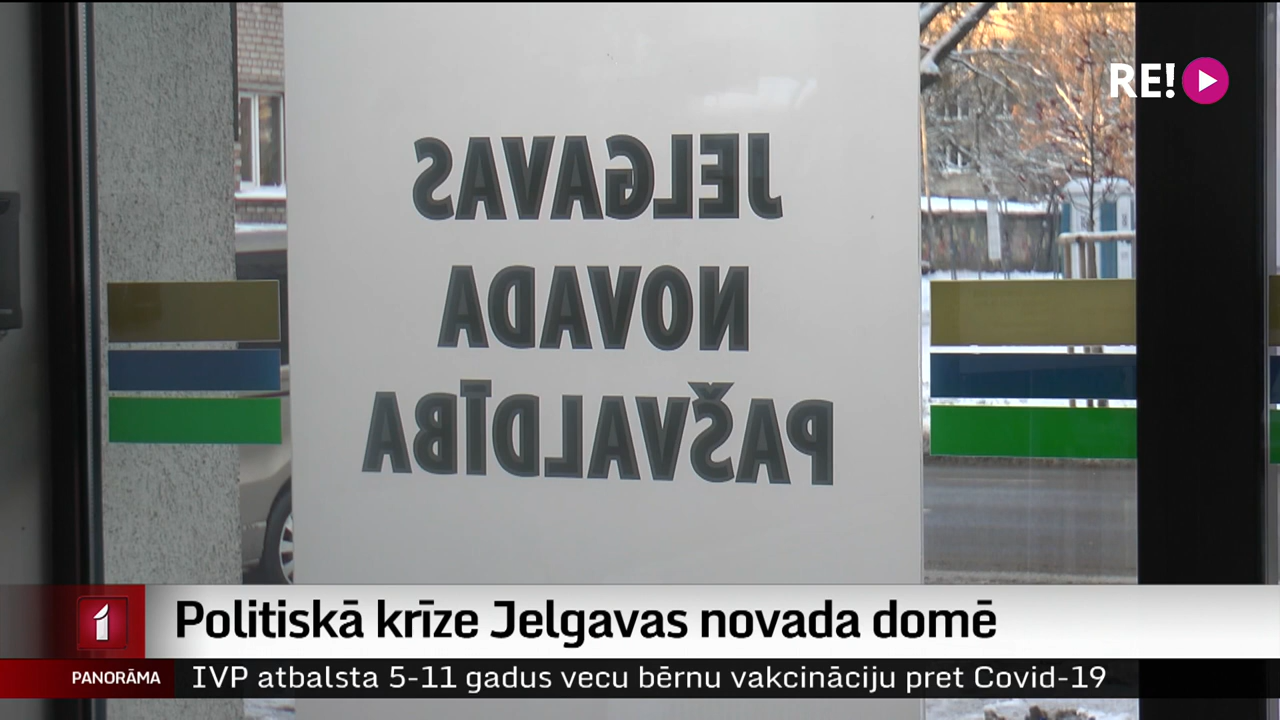 RE!
JELGAVAS
NOVADA
PAŠVALDĪBA
1
Politiskā krīze Jelgavas novada domē
PANORĀMA
IVP atbalsta 5-11 gadus vecu bērnu vakcināciju pret Covid-19